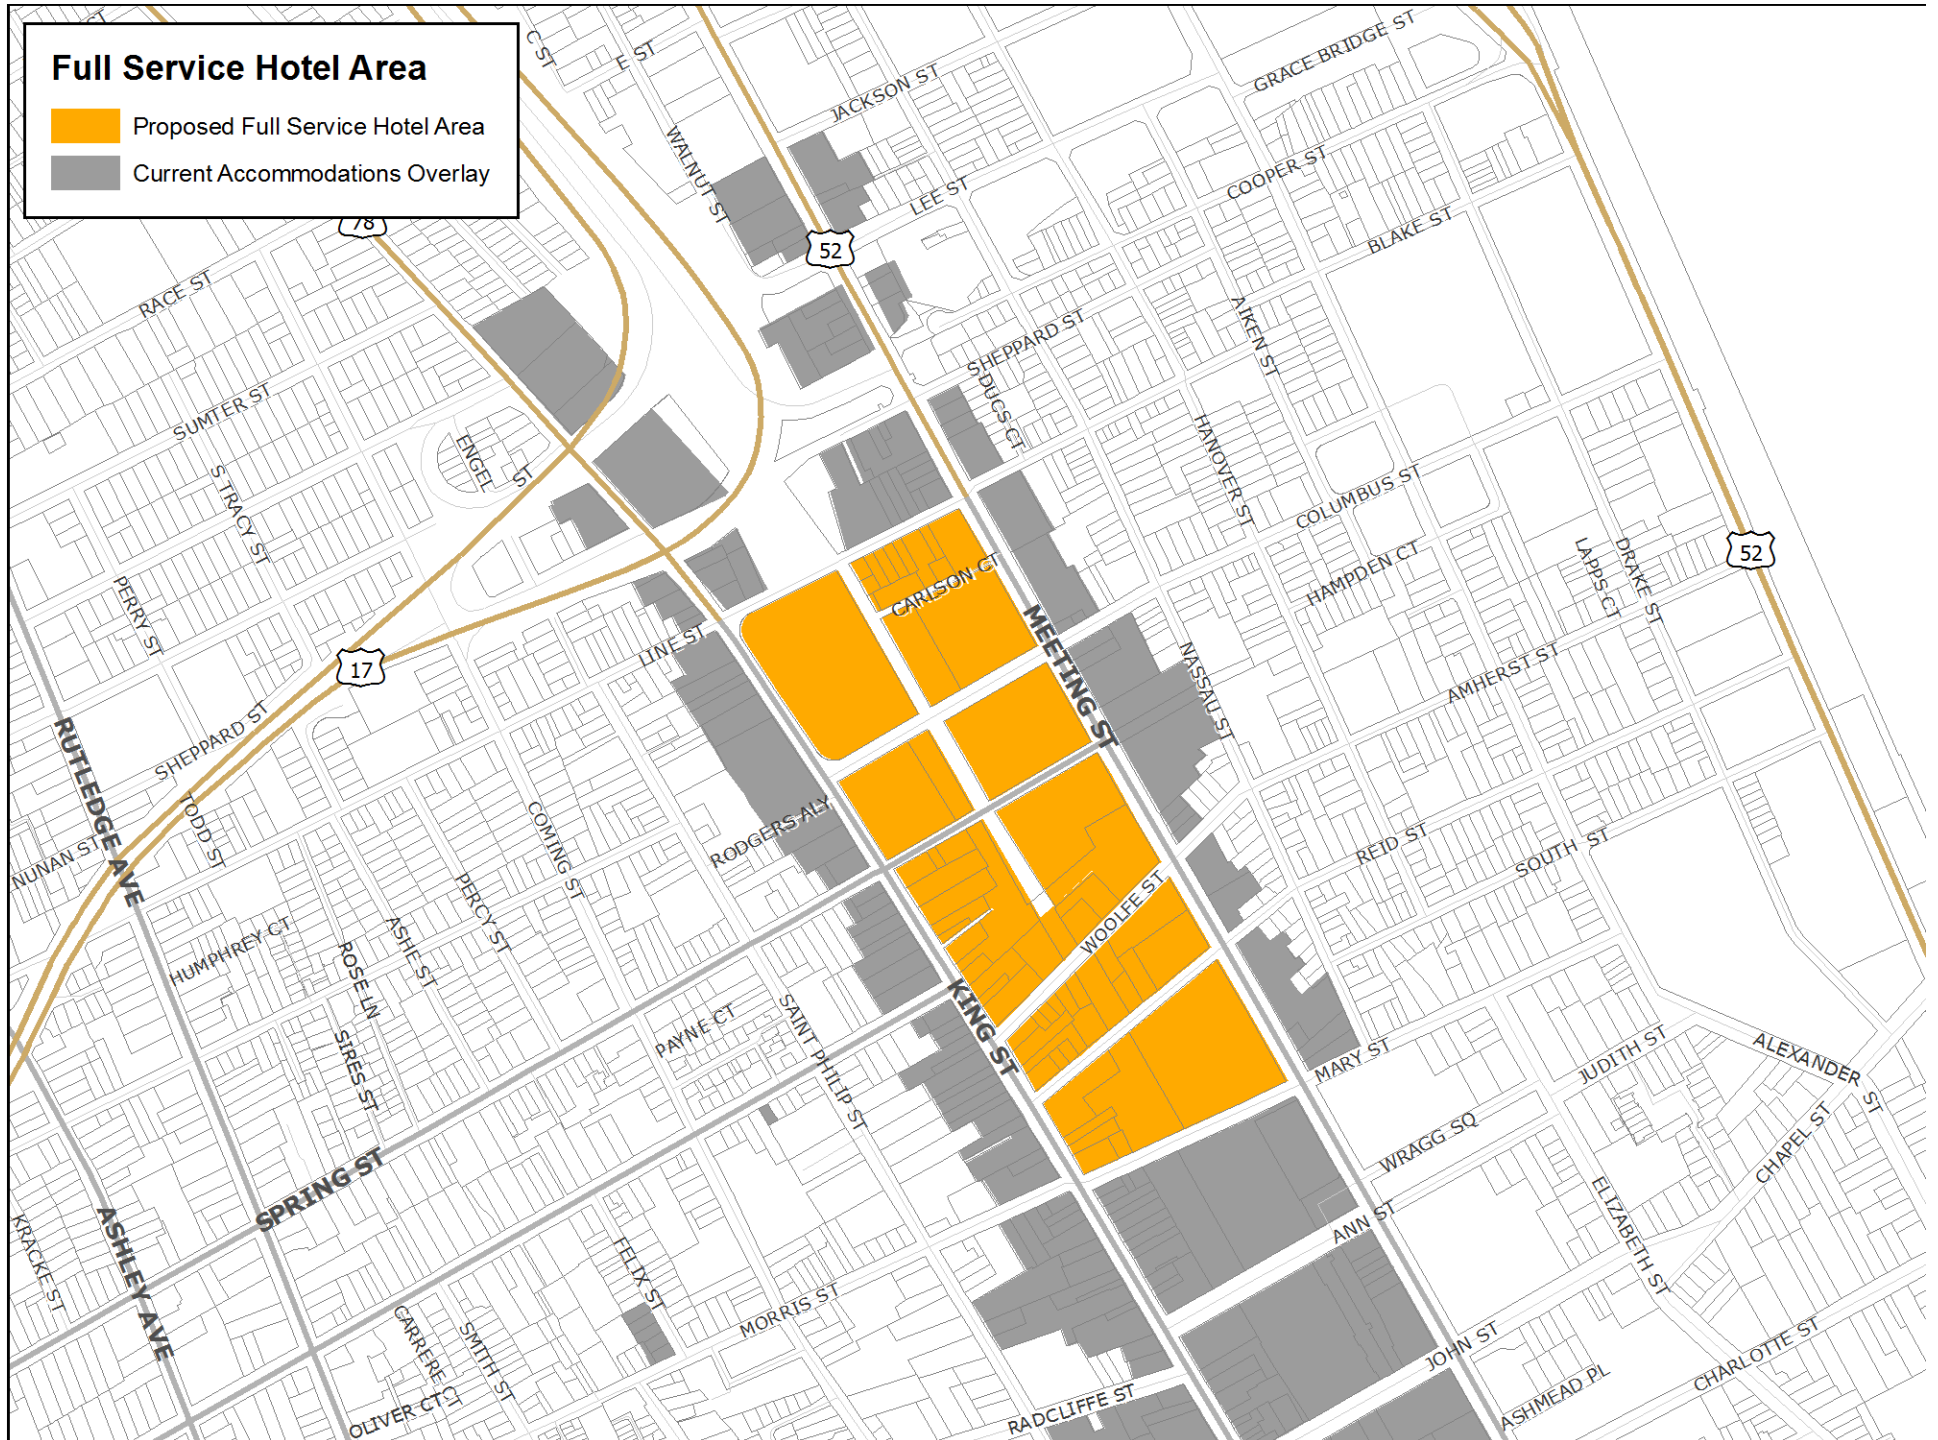 Full Service Hotel Area
Proposed Full Service Hotel Area
Current Accommodations Overlay
CT
C ST
E ST
JACKSON ST
GRACE BRIDGE ST
WALNUT ST
LEE ST
COOPER ST
BLAKE ST
78
52
RACE ST
AIKEN ST
SHEPPARD ST
DUCS CT
SUMTER ST
ENGEL ST
HANOVER ST
COLUMBUS ST
S TRACY ST
HAMPDEN CT
LAPPS CT
DRAKE ST
52
CARLSON CT
PERRY ST
MEETING ST
LINE ST
17
NASSAU ST
AMHERST ST
SHEPPARD ST
RUTLEDGE AVE
TODD ST
RODGERS ALY
COMING ST
NUNAN ST
REID ST
SOUTH ST
PERCY ST
WOOLFE ST
HUMPHREY CT
ASHE ST
ROSE LN
KING ST
SAINT PHILIP ST
PAYNE CT
SIRES ST
MARY ST
JUDITH ST
ALEXANDER ST
CHAPEL ST
WRAGG SQ
SPRING ST
ANN ST
ELIZABETH ST
KRACKE ST
ASHLEY AVE
FELIX ST
MORRIS ST
CARRERE CT
SMITH ST
JOHN ST
CHARLOTTE ST
OLIVER CT
RADCLIFFE ST
ASHMEAD PL